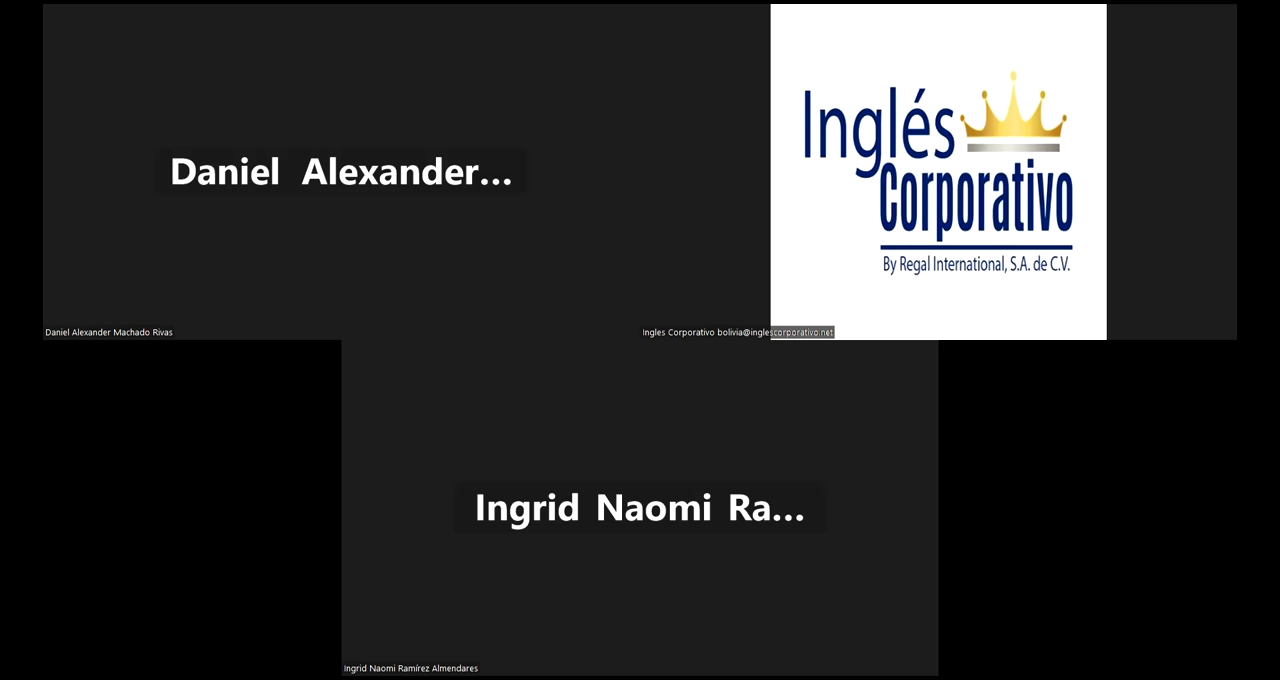 Daniel Alexander...
Inglés
Corporativo
By Regal International, S.A. de C.V.
Daniel Alexander Machado Rivas
Ingles Corporativo bolivia@inglescorporativo.net
Ingrid Naomi Ra...
Ingrid Naomi Ramírez Almendares